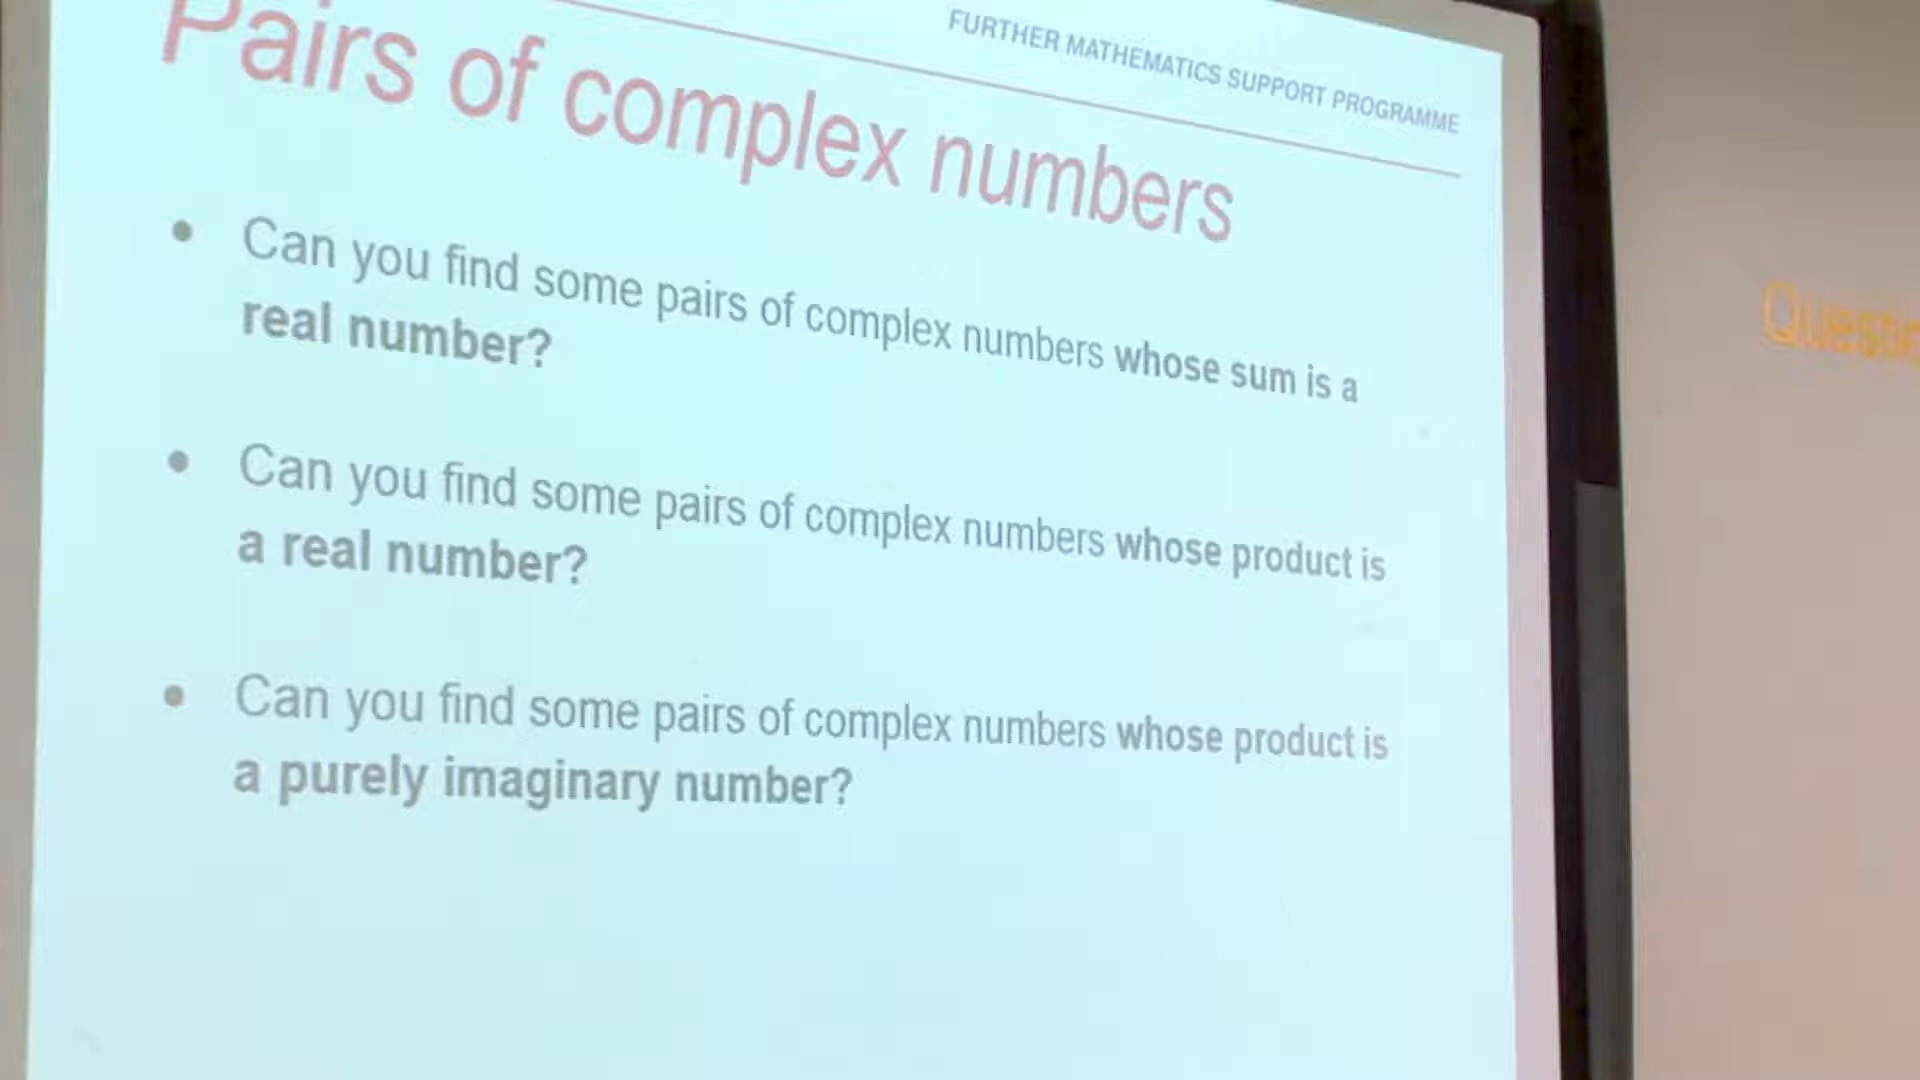 FURTHER MATHEMATICS SUPPORT PROGRAMME
Pairs of complex numbers
• Can you find some pairs of complex numbers whose sum is a
real number?
• Can you find some pairs of complex numbers whose product is
a real number?
• Can you find some pairs of complex numbers whose product is
a purely imaginary number?